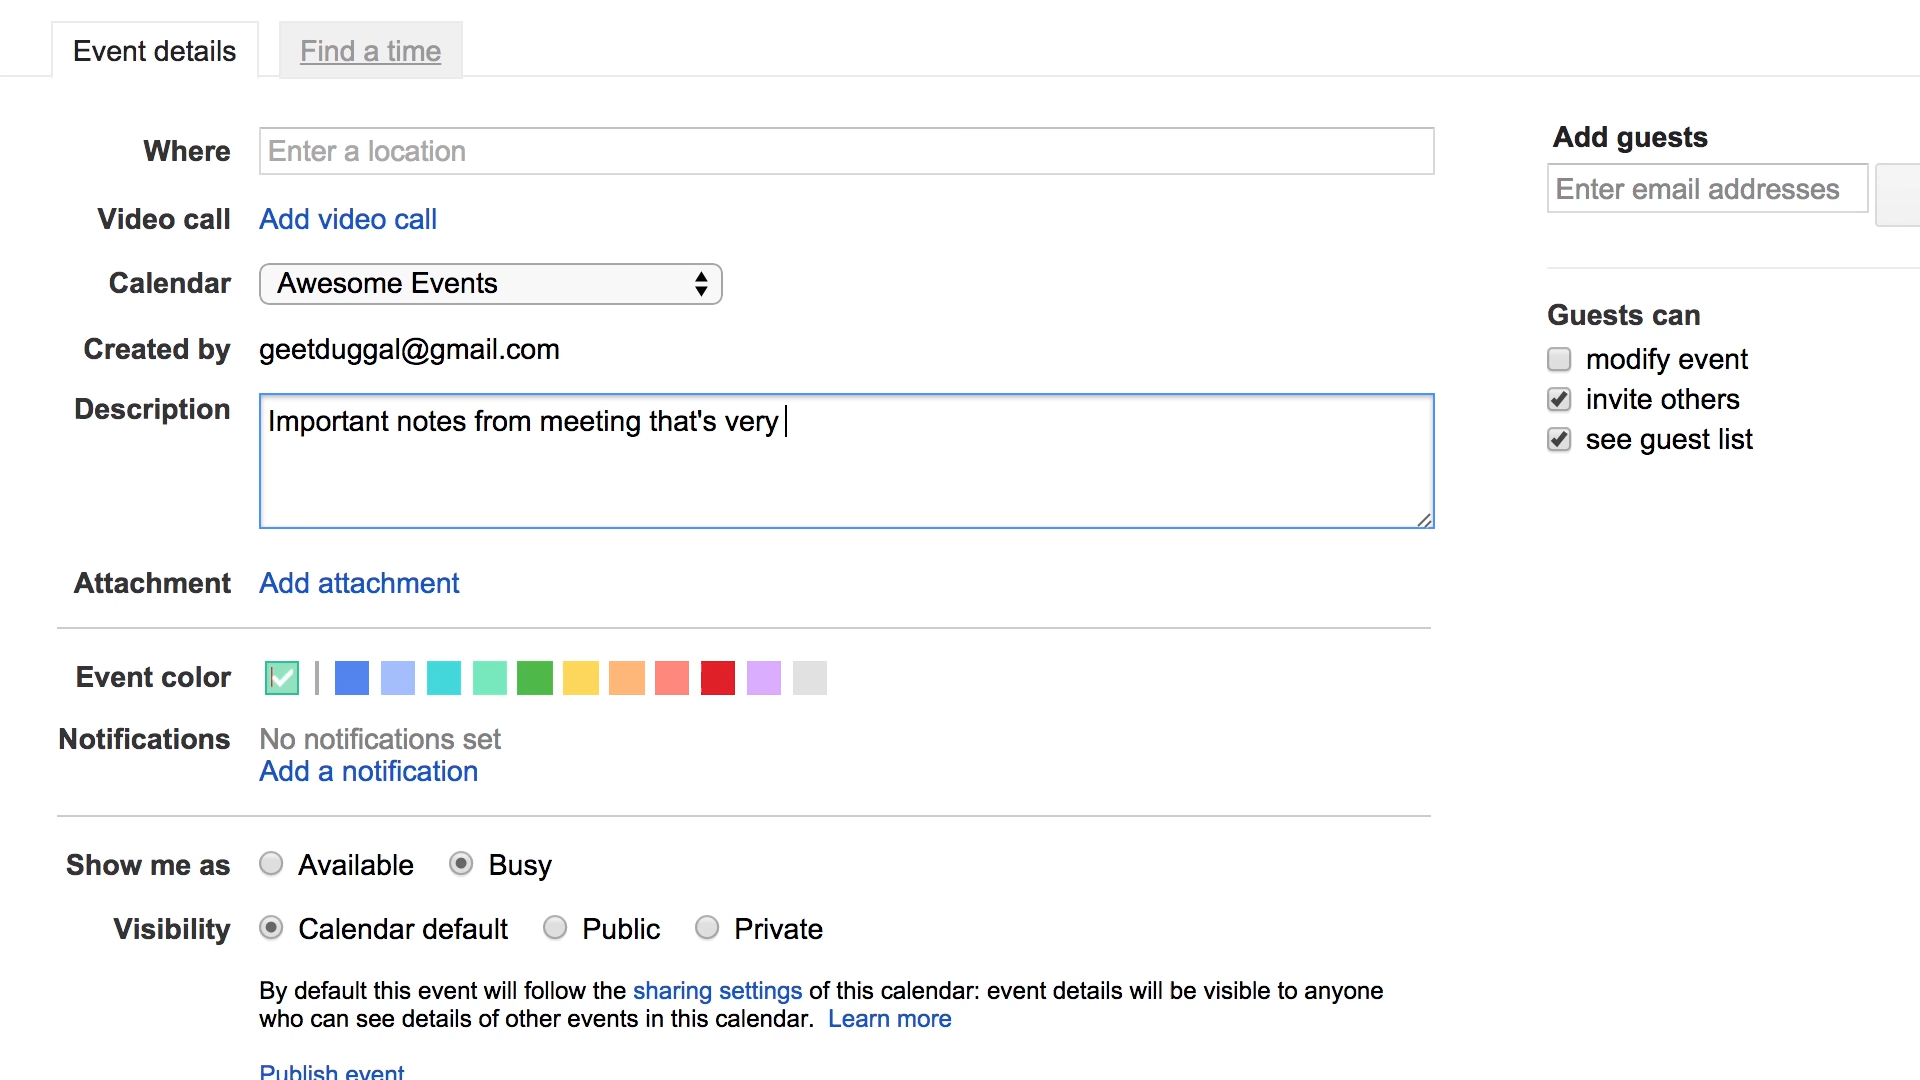 Event details
Find a time
Where
Enter a location
Video call
Add video call
Calendar
Awesome Events
Created by
geetduggal@gmail.com
Description
Important notes from meeting that's very
Attachment
Add attachment
Event color
Notifications
No notifications set
Add a notification
Show me as
Available
Busy
Visibility
Calendar default
Public
Private
By default this event will follow the sharing settings of this calendar: event details will be visible to anyone
who can see details of other events in this calendar. Learn more
Publish event
Add guests
Enter email addresses
Guests can
modify event
invite others
see guest list